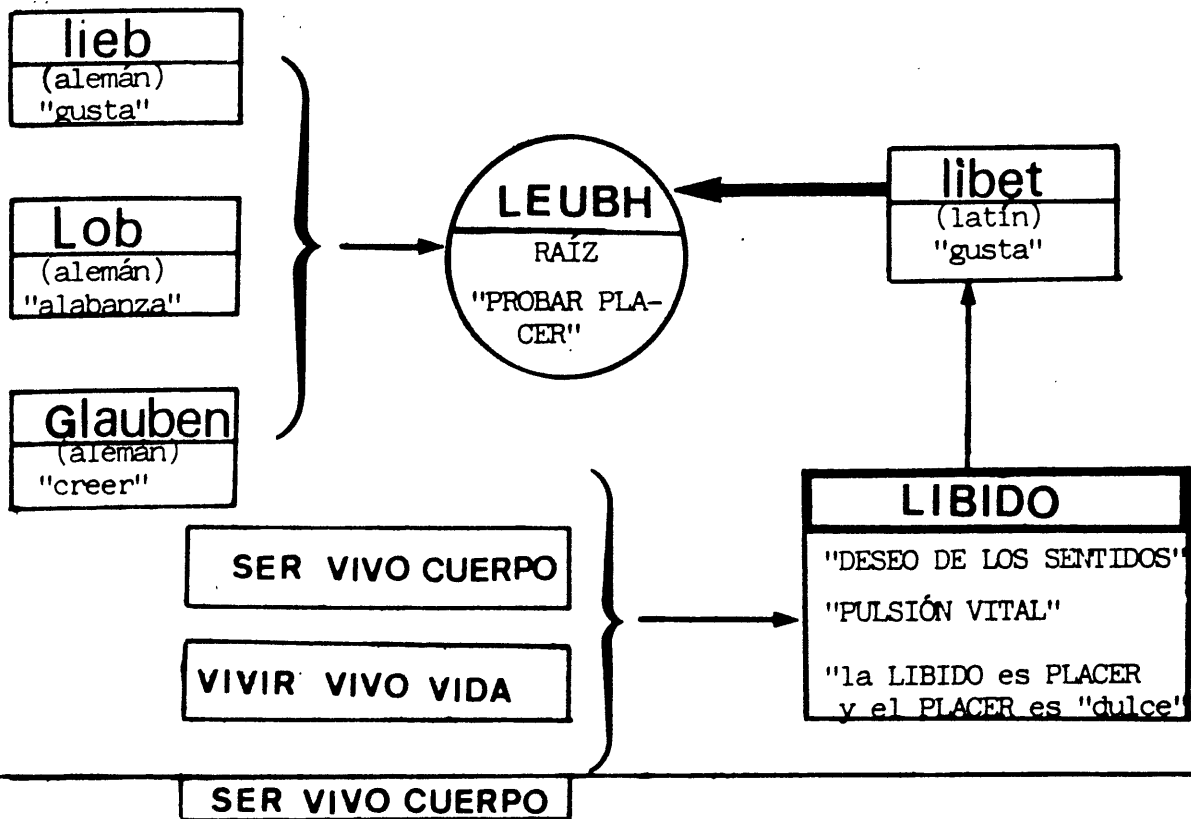 lieb
(alemán)
"gusta"
Lob
(alemán)
"alabanza"
Glauben
(alemán)
"creer"
LEUBH
RAÍZ
"PROBAR PLA-
CER"
libet
(latín)
"gusta"
LIBIDO
"DESEO DE LOS SENTIDOS"
"PULSIÓN VITAL"
"la LIBIDO es PLACER
y el PLACER es "dulce"
SER VIVO CUERPO
VIVIR VIVO VIDA
SER VIVO CUERPO